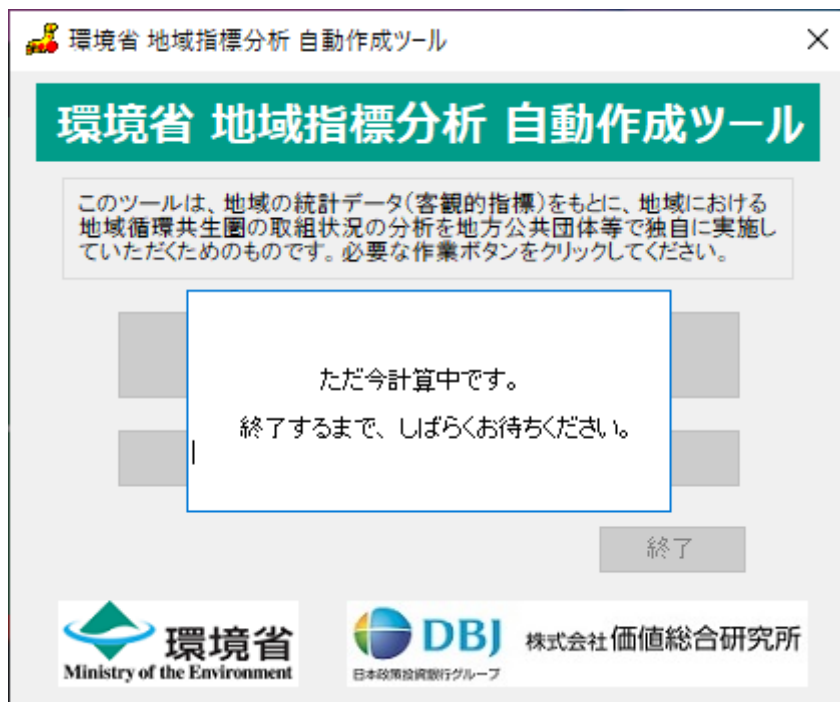 環境省 地域指標分析 自動作成ツール
環境省 地域指標分析 自動作成ツール
このツールは、地域の統計データ(客観的指標)をもとに、地域における
地域循環共生圏の取組状況の分析を地方公共団体等で独自に実施し
ていただくためのものです。必要な作業ボタンをクリックしてください。
ただ今計算中です。
終了するまで、しばらくお待ちください。
終了
環境省
Ministry of the Environment
DBJ
日本政策投資銀行グループ
株式会社価値総合研究所